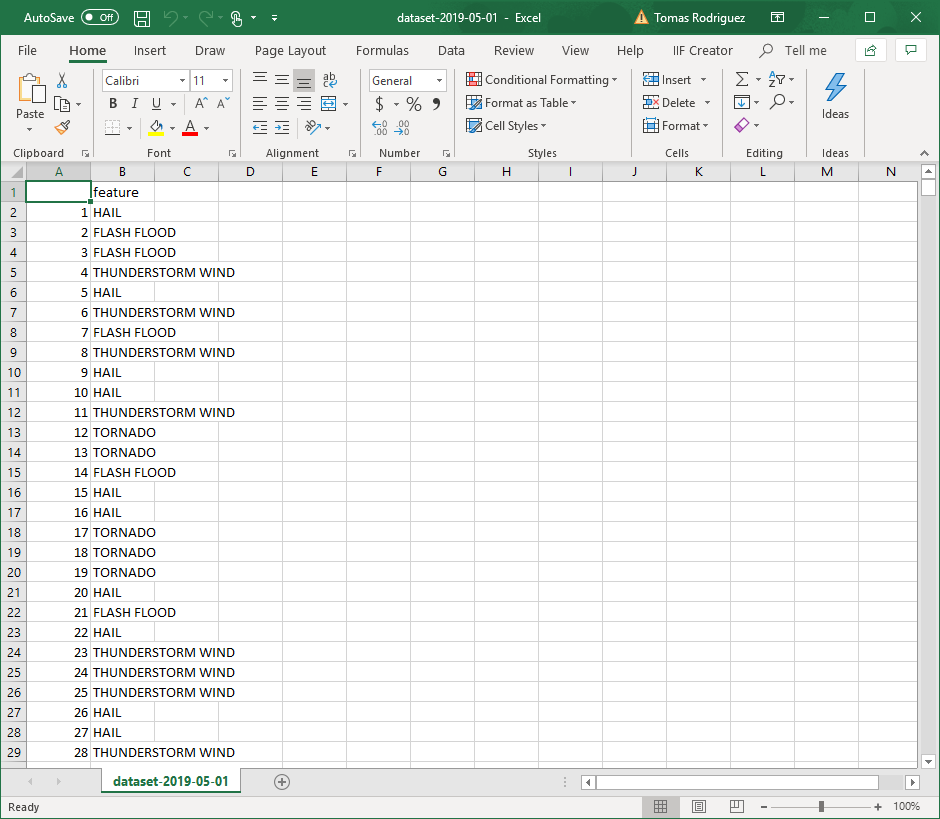 AutoSave Off dataset-2019-05-01 - Excel Tomas Rodriguez
File Home Insert Draw Page Layout Formulas Data Review View Help IIF Creator Tell me
Paste Calibri 11 ab General Conditional Formatting Insert Ideas
B I U A A $ % Format as Table Delete
A Cell Styles Format
Clipboard Font Alignment Number Styles Cells Editing Ideas
A B C D E F G H I J K L M N
1 feature
2 1 HAIL
3 2 FLASH FLOOD
4 3 FLASH FLOOD
5 4 THUNDERSTORM WIND
6 5 HAIL
7 6 THUNDERSTORM WIND
8 7 FLASH FLOOD
9 8 THUNDERSTORM WIND
10 9 HAIL
11 10 HAIL
12 11 THUNDERSTORM WIND
13 12 TORNADO
14 13 TORNADO
15 14 FLASH FLOOD
16 15 HAIL
17 16 HAIL
18 17 TORNADO
19 18 TORNADO
20 19 TORNADO
21 20 HAIL
22 21 FLASH FLOOD
23 22 HAIL
24 23 THUNDERSTORM WIND
25 24 THUNDERSTORM WIND
26 25 THUNDERSTORM WIND
27 26 HAIL
28 27 HAIL
29 28 THUNDERSTORM WIND
dataset-2019-05-01
Ready 100%